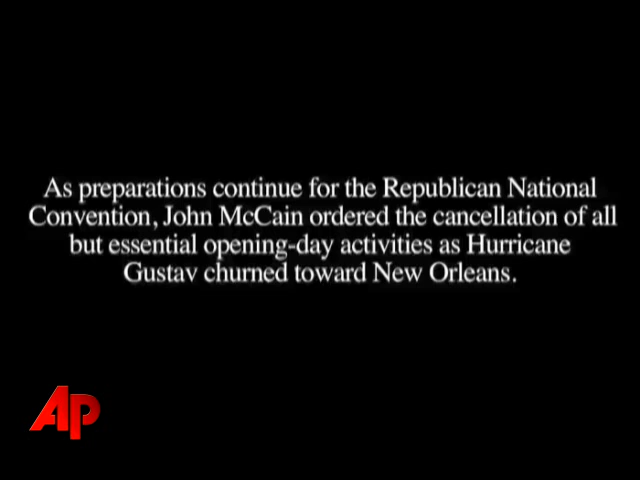 As preparations continue for the Republican National
Convention, John McCain ordered the cancellation of all
but essential opening-day activities as Hurricane
Gustav churned toward New Orleans.
AP